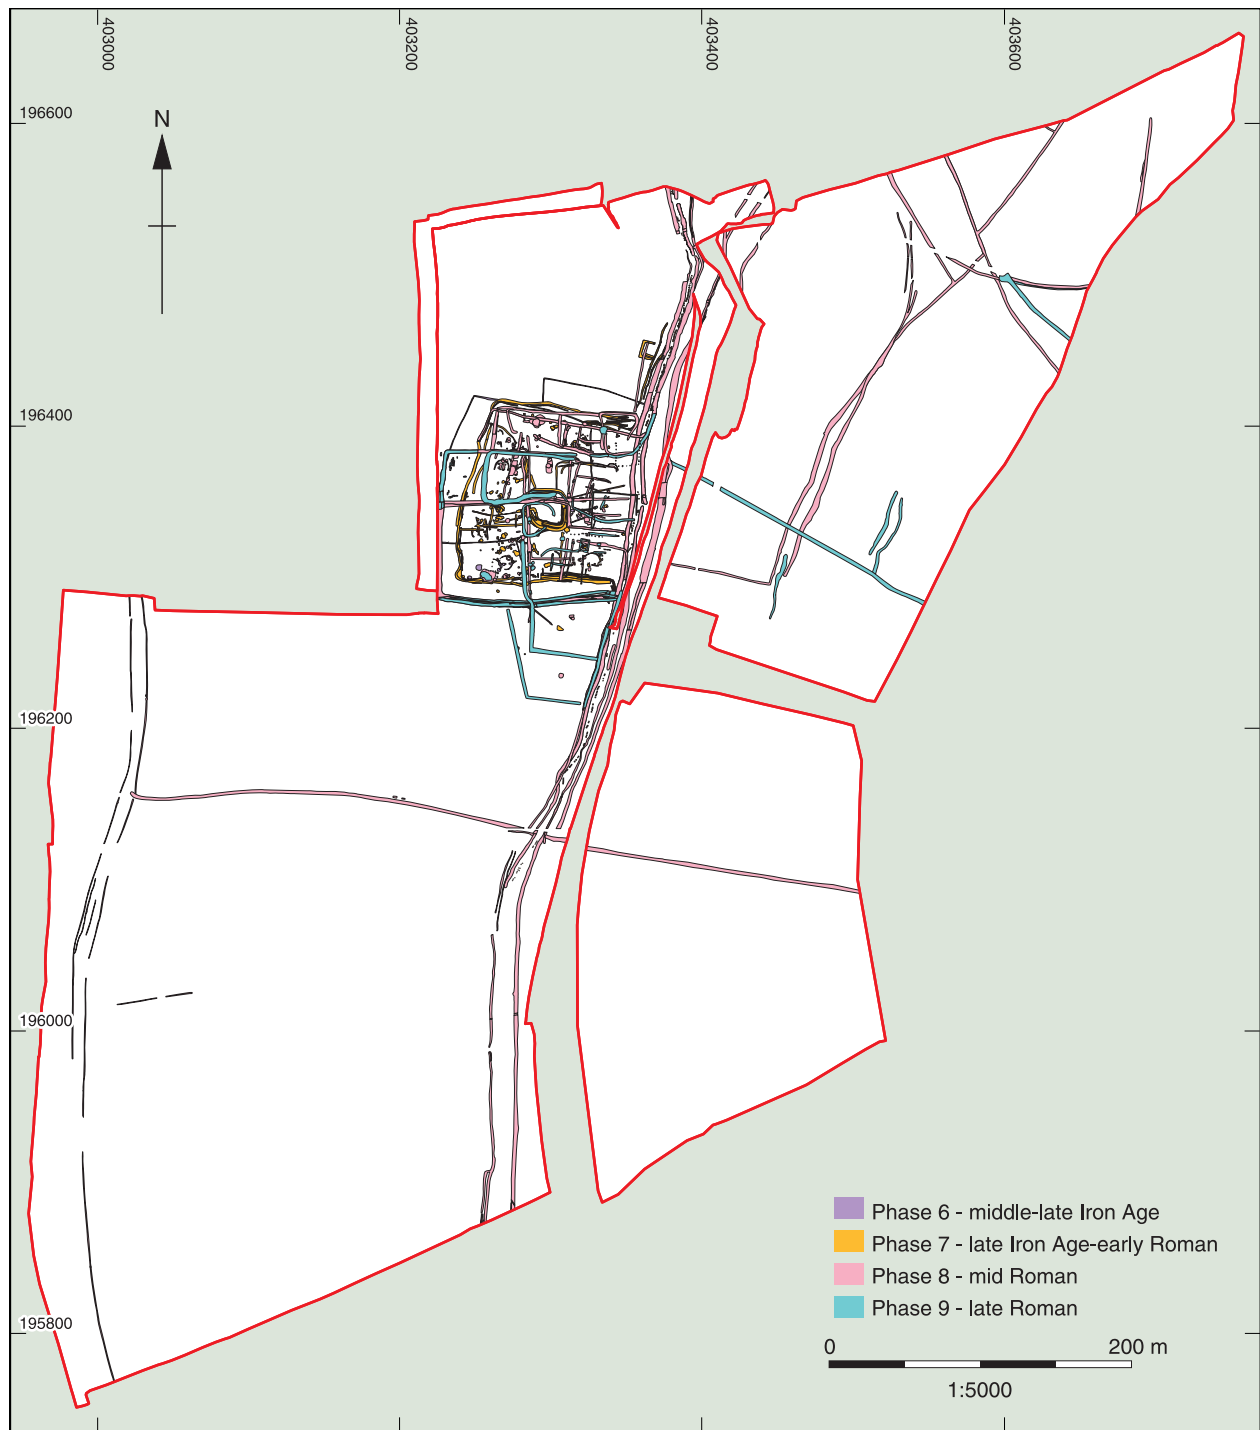 403000
403200
403400
403600
196600
N
196400
196200
196000
195800
Phase 6 - middle-late Iron Age
Phase 7 - late Iron Age-early Roman
Phase 8 - mid Roman
Phase 9 - late Roman
0 200 m
1:5000